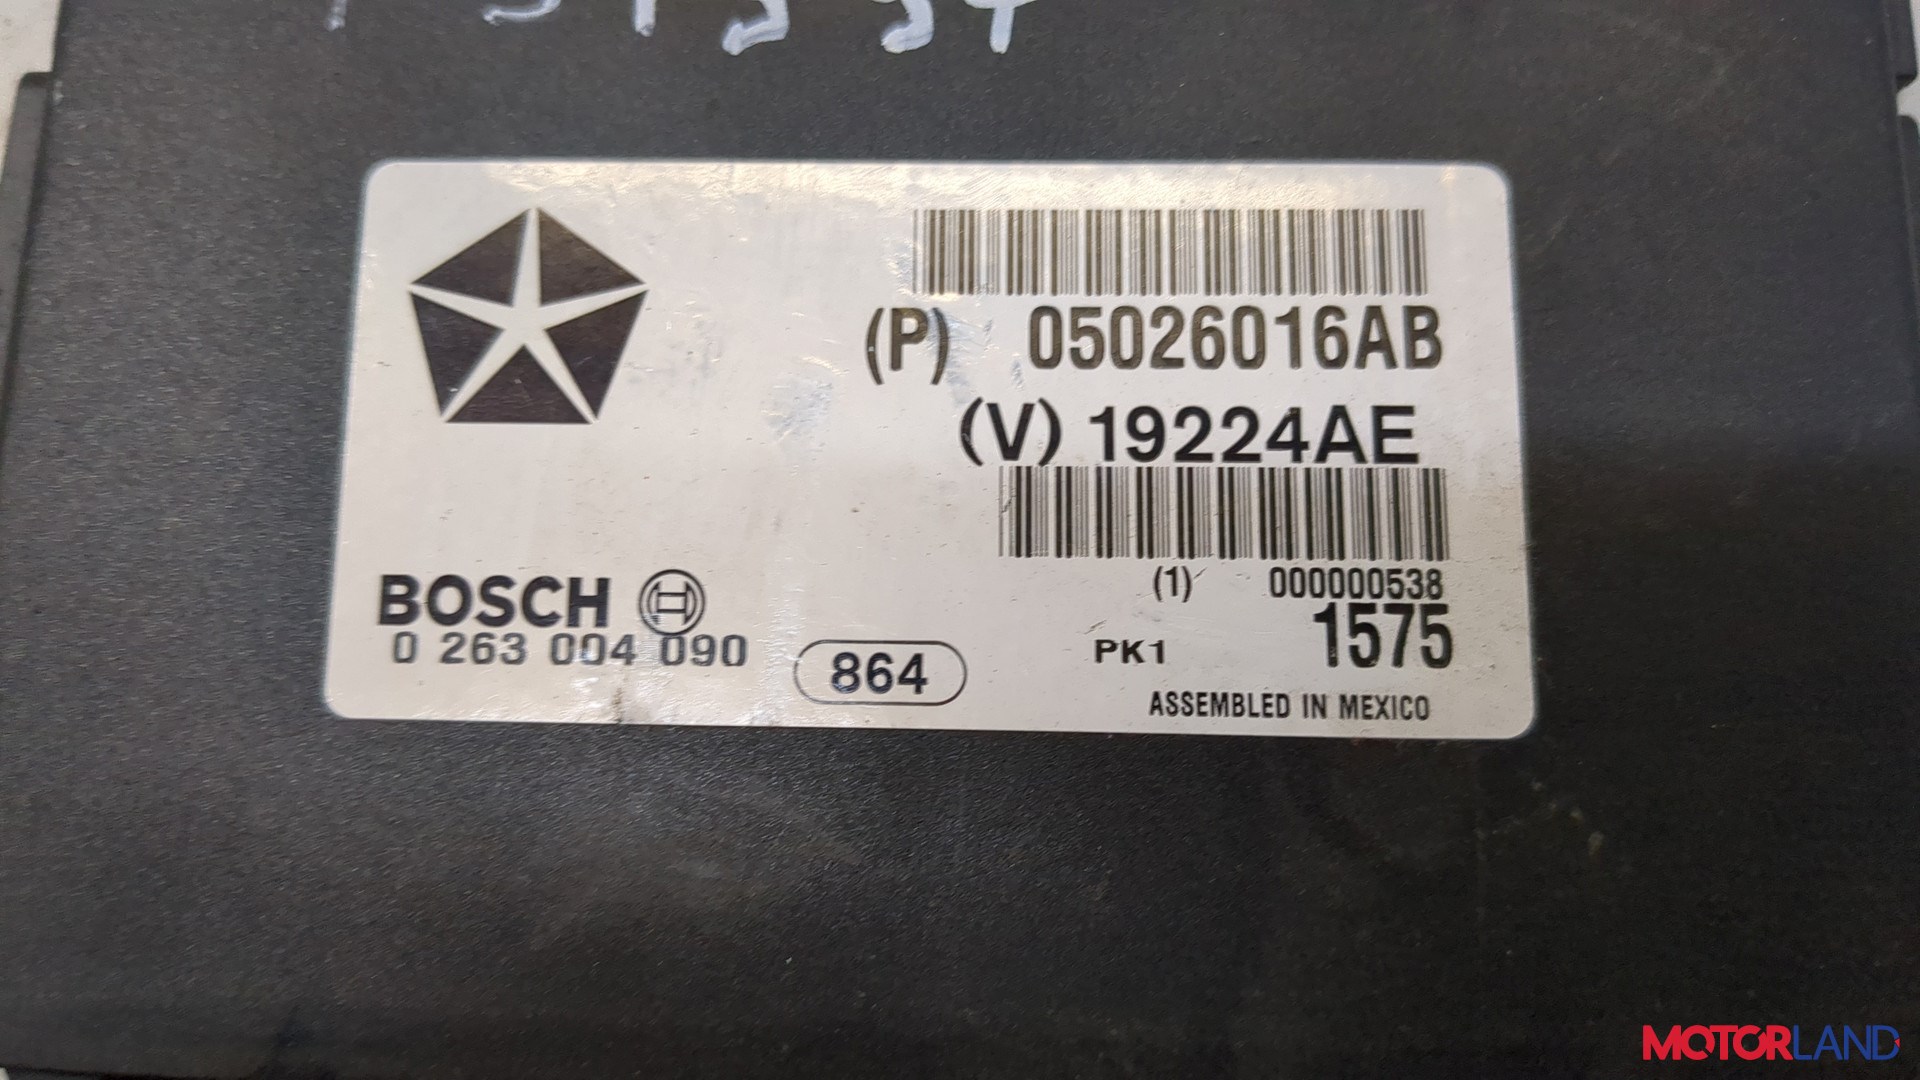 (P) 05026016AB
(V) 19224AE
(1) 000000538
BOSCH
0 263 004 090
864
PK1
1575
ASSEMBLED IN MEXICO
MOTORLAND